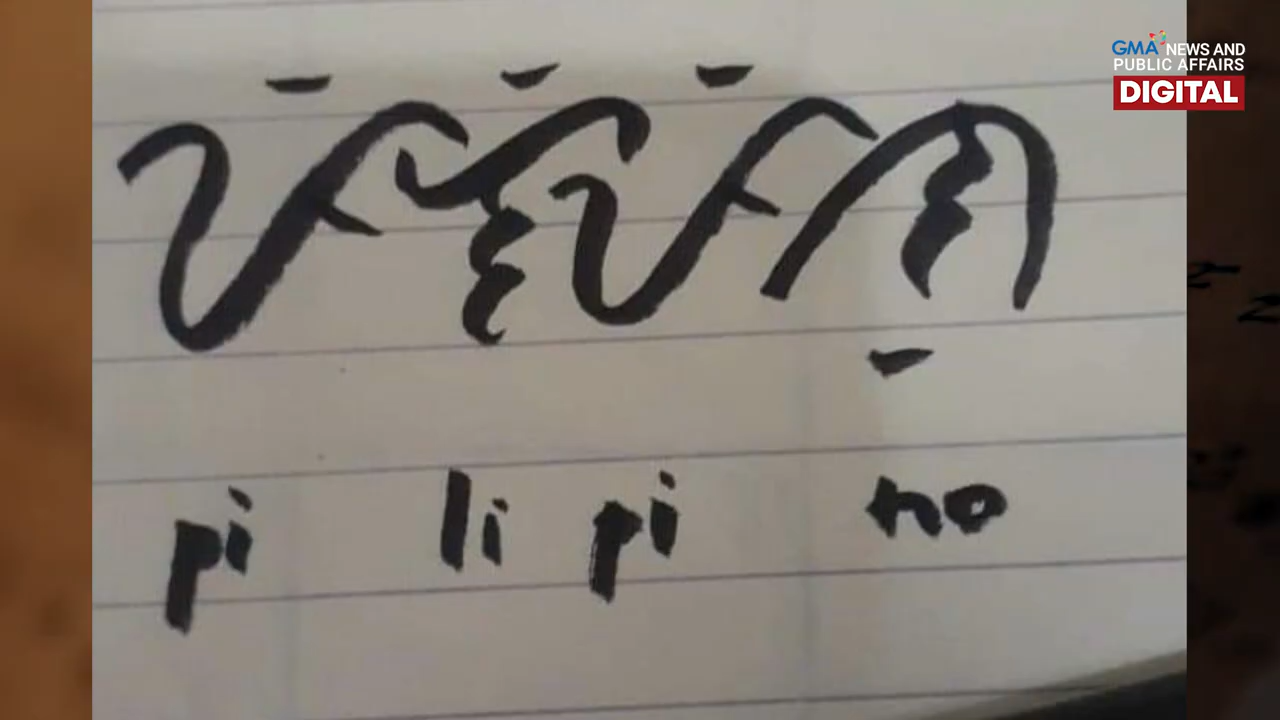 ᜉᜒᜎᜒᜉᜒᜈᜓ
pi li pi no
GMA NEWS AND
PUBLIC AFFAIRS
DIGITAL